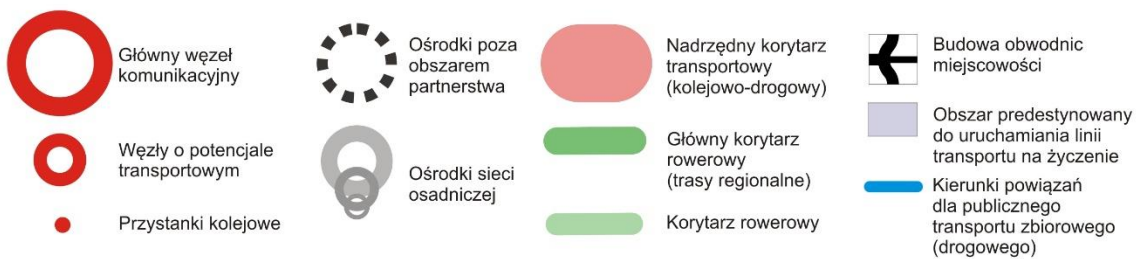 Główny węzeł
komunikacyjny
Węzły o potencjale
transportowym
Przystanki kolejowe
Ośrodki poza
obszarem
partnerstwa
Ośrodki sieci
osadniczej
Nadrzędny korytarz
transportowy
(kolejowo-drogowy)
Główny korytarz
rowerowy
(trasy regionalne)
Korytarz rowerowy
Budowa obwodnic
miejscowości
Obszar predestynowany
do uruchamiania linii
transportu na życzenie
Kierunki powiązań
dla publicznego
transportu zbiorowego
(drogowego)